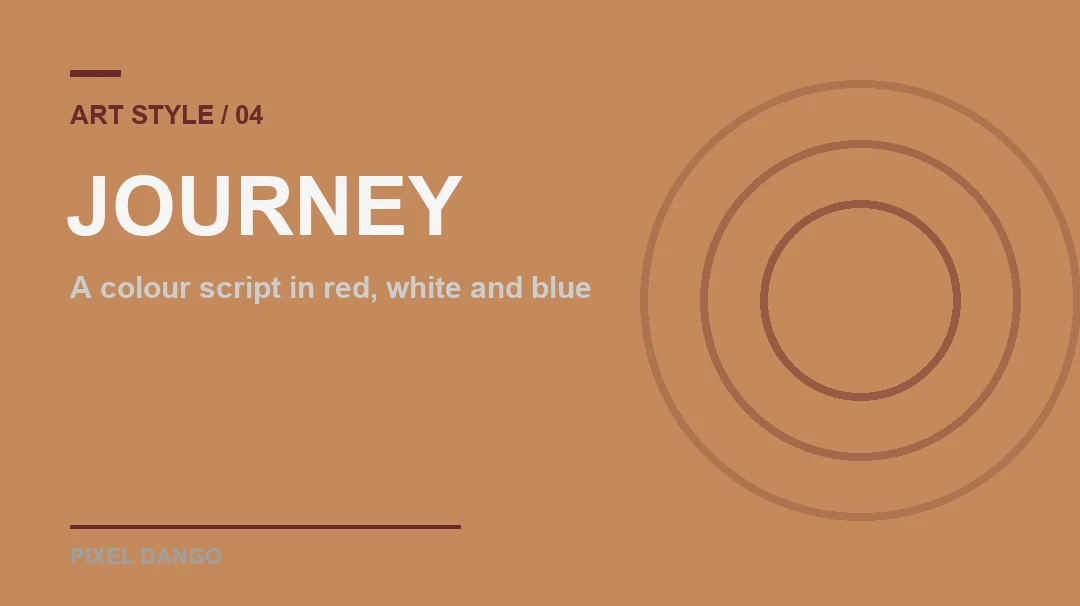 ART STYLE / 04
JOURNEY
A colour script in red, white and blue
PIXEL DANGO